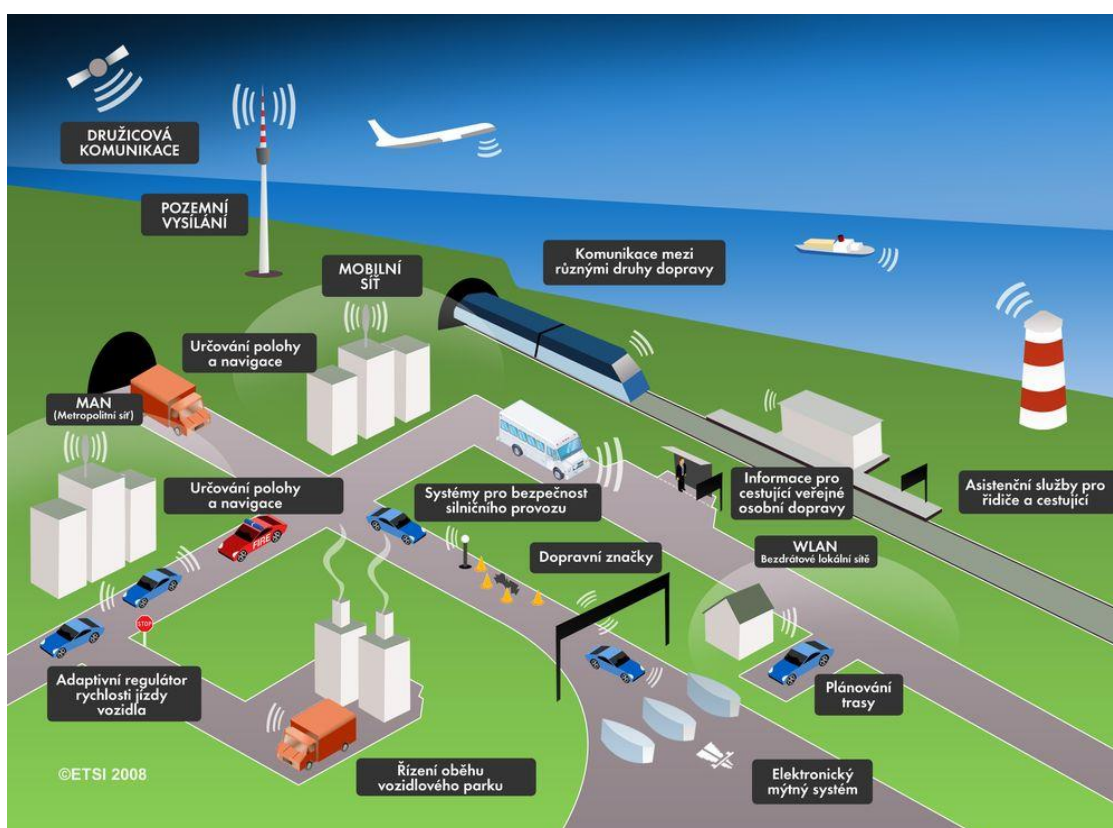 DRUŽICOVÁ
KOMUNIKACE
POZEMNÍ
VYSÍLÁNÍ
MOBILNÍ
SÍŤ
Komunikace mezi
různými druhy dopravy
Určování polohy
a navigace
MAN
(Metropolitní síť)
Určování polohy
a navigace
Systémy pro bezpečnost
silničního provozu
Informace pro
cestující veřejné
osobní dopravy
Asistenční služby pro
řidiče a cestující
FIRE
Dopravní značky
WLAN
Bezdrátové lokální sítě
STOP
Adaptivní regulátor
rychlosti jízdy
vozidla
Plánování
trasy
©ETSI 2008
Řízení oběhu
vozidlového parku
Elektronický
mýtný systém